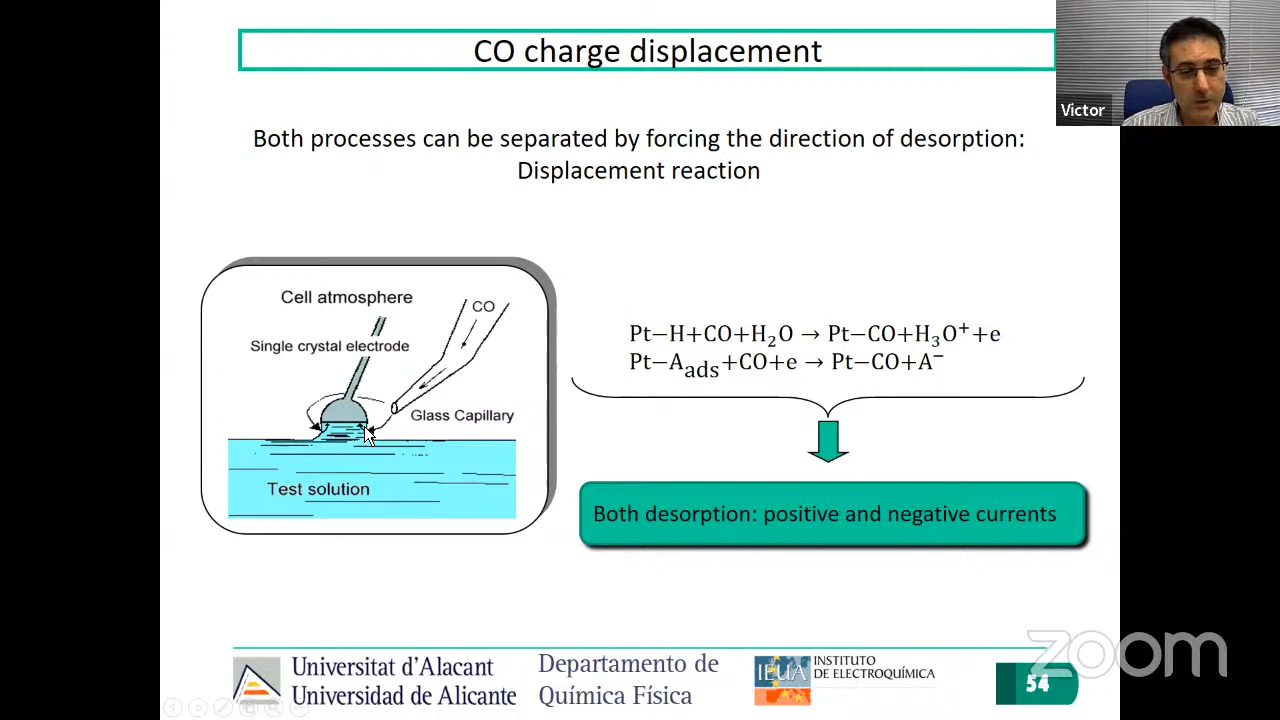 CO charge displacement
Victor
Both processes can be separated by forcing the direction of desorption:
Displacement reaction
Cell atmosphere
CO
Single crystal electrode
Glass Capillary
Test solution
Pt−H+CO+H₂O → Pt−CO+H₃O⁺+e
Pt−A_ads+CO+e → Pt−CO+A⁻
Both desorption: positive and negative currents
zoom
Universitat d'Alacant
Universidad de Alicante
Departamento de
Química Física
IEUA
INSTITUTO
DE ELECTROQUÍMICA
54